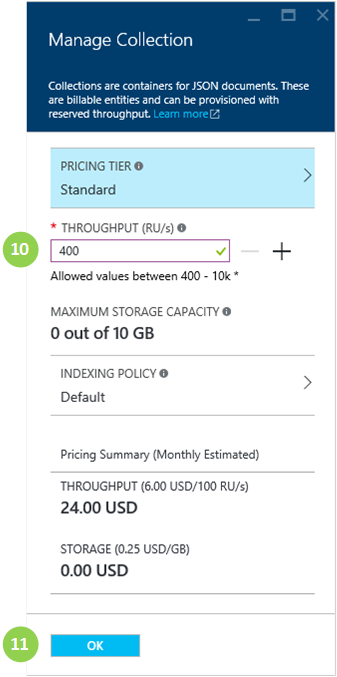 Manage Collection
Collections are containers for JSON documents. These
are billable entities and can be provisioned with
reserved throughput. Learn more
PRICING TIER
Standard
10
* THROUGHPUT (RU/s)
400
Allowed values between 400 - 10k *
MAXIMUM STORAGE CAPACITY
0 out of 10 GB
INDEXING POLICY
Default
Pricing Summary (Monthly Estimated)
THROUGHPUT (6.00 USD/100 RU/s)
24.00 USD
STORAGE (0.25 USD/GB)
0.00 USD
11
OK